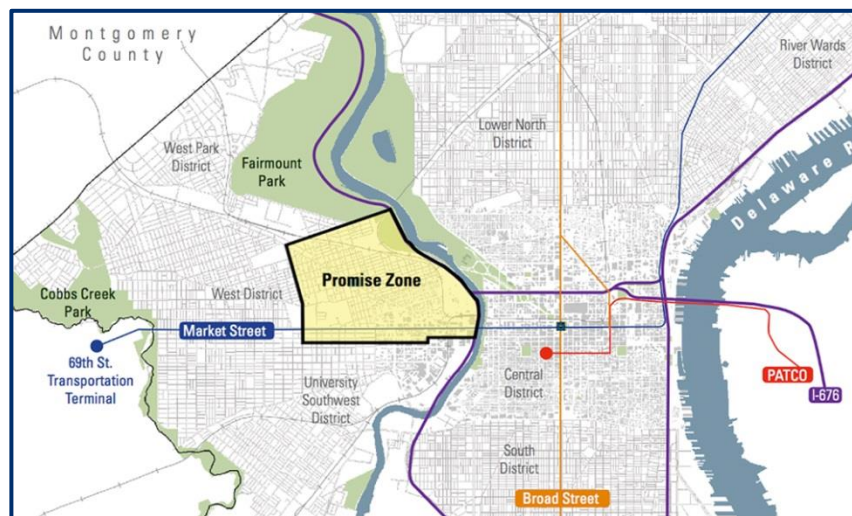 Montgomery
County
River Wards
District
West Park
District
Lower North
District
Fairmount
Park
Delaware R
Promise Zone
West District
Cobbs Creek
Park
Market Street
69th St.
Transportation
Terminal
University
Southwest
District
Central
District
PATCO
I-676
South
District
Broad Street